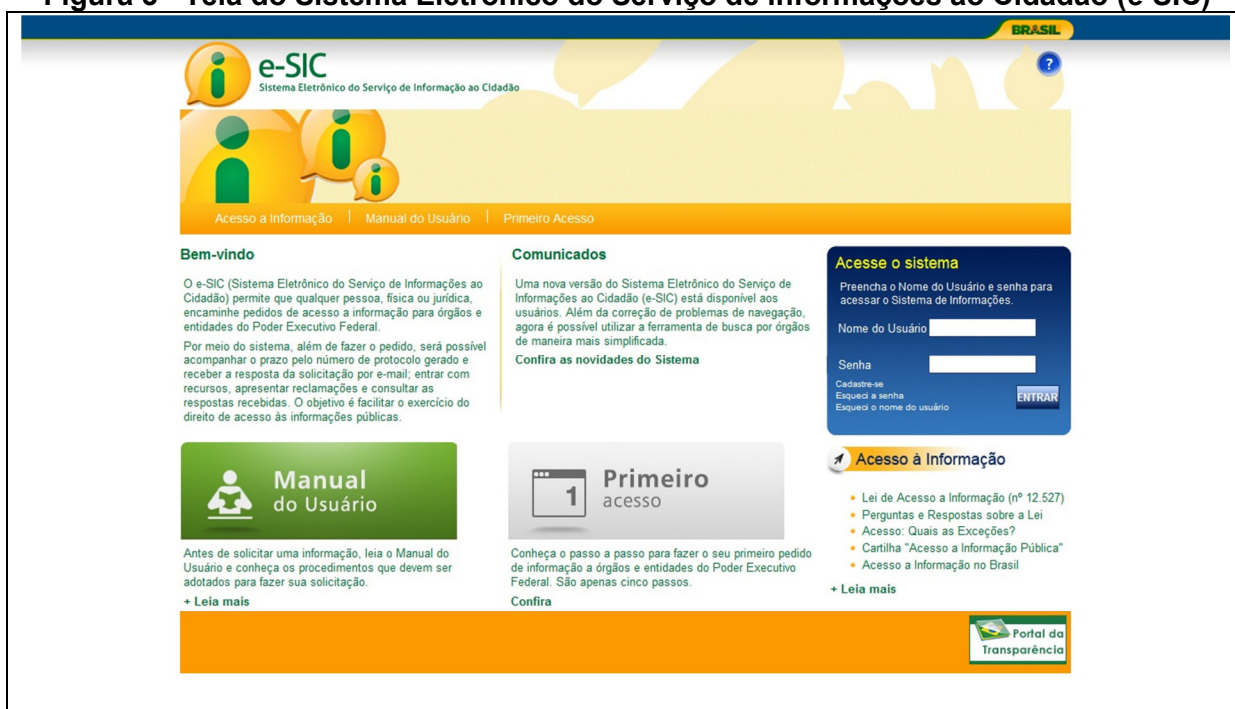 Figura 6 - Tela do Sistema Eletrônico do Serviço de Informações ao Cidadão (e-SIC)
BRASIL
e-SIC
Sistema Eletrônico do Serviço de Informação ao Cidadão
?
Acesso a Informação | Manual do Usuário | Primeiro Acesso
Bem-vindo
O e-SIC (Sistema Eletrônico do Serviço de Informações ao
Cidadão) permite que qualquer pessoa, física ou jurídica,
encaminhe pedidos de acesso a informação para órgãos e
entidades do Poder Executivo Federal.
Por meio do sistema, além de fazer o pedido, será possível
acompanhar o prazo pelo número de protocolo gerado e
receber a resposta da solicitação por e-mail; entrar com
recursos, apresentar reclamações e consultar as
respostas recebidas. O objetivo é facilitar o exercício do
direito de acesso às informações públicas.
Comunicados
Uma nova versão do Sistema Eletrônico do Serviço de
Informações ao Cidadão (e-SIC) está disponível aos
usuários. Além da correção de problemas de navegação,
agora é possível utilizar a ferramenta de busca por órgãos
de maneira mais simplificada.
Confira as novidades do Sistema
Acesse o sistema
Preencha o Nome do Usuário e senha para
acessar o Sistema de Informações.
Nome do Usuário
Senha
Cadastre-se
Esqueci a senha
Esqueci o nome do usuário
ENTRAR
Manual
do Usuário
Antes de solicitar uma informação, leia o Manual do
Usuário e conheça os procedimentos que devem ser
adotados para fazer sua solicitação.
+ Leia mais
1
Primeiro
acesso
Conheça o passo a passo para fazer o seu primeiro pedido
de informação a órgãos e entidades do Poder Executivo
Federal. São apenas cinco passos.
Confira
Acesso à Informação
Lei de Acesso a Informação (nº 12.527)
Perguntas e Respostas sobre a Lei
Acesso: Quais as Exceções?
Cartilha "Acesso a Informação Pública"
Acesso a Informação no Brasil
+ Leia mais
Portal da
Transparência